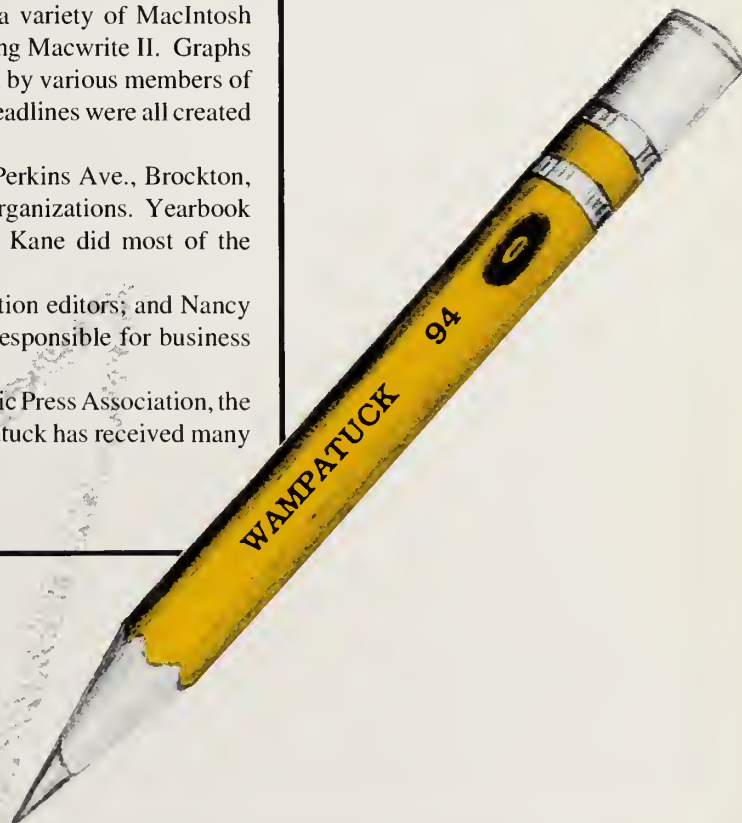 a variety of MacIntosh
ng Macwrite II. Graphs
by various members of
eadlines were all created
Perkins Ave., Brockton,
rganizations. Yearbook
Kane did most of the
tion editors; and Nancy
esponsible for business
ic Press Association, the
tuck has received many
WAMPATUCK 94